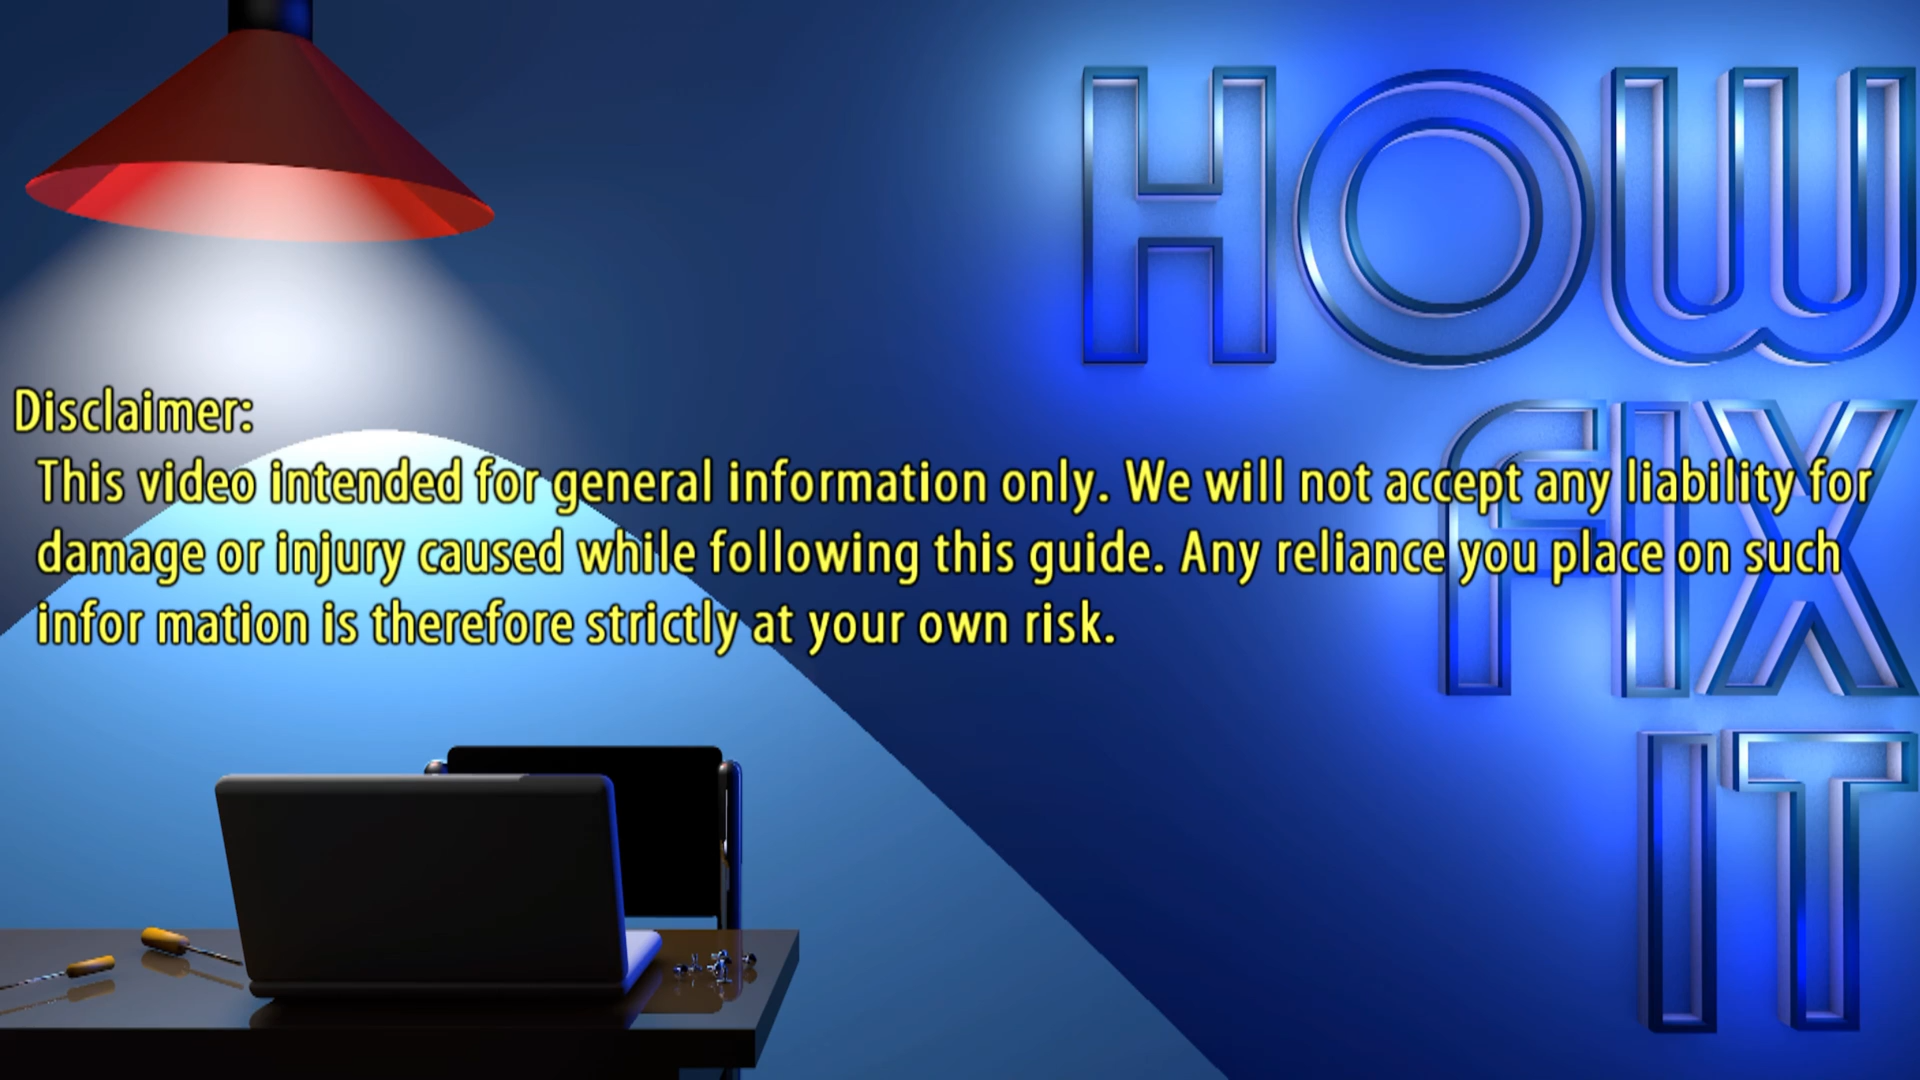 HOW
FIX
IT
Disclaimer:
This video intended for general information only. We will not accept any liability for
damage or injury caused while following this guide. Any reliance you place on such
infor mation is therefore strictly at your own risk.